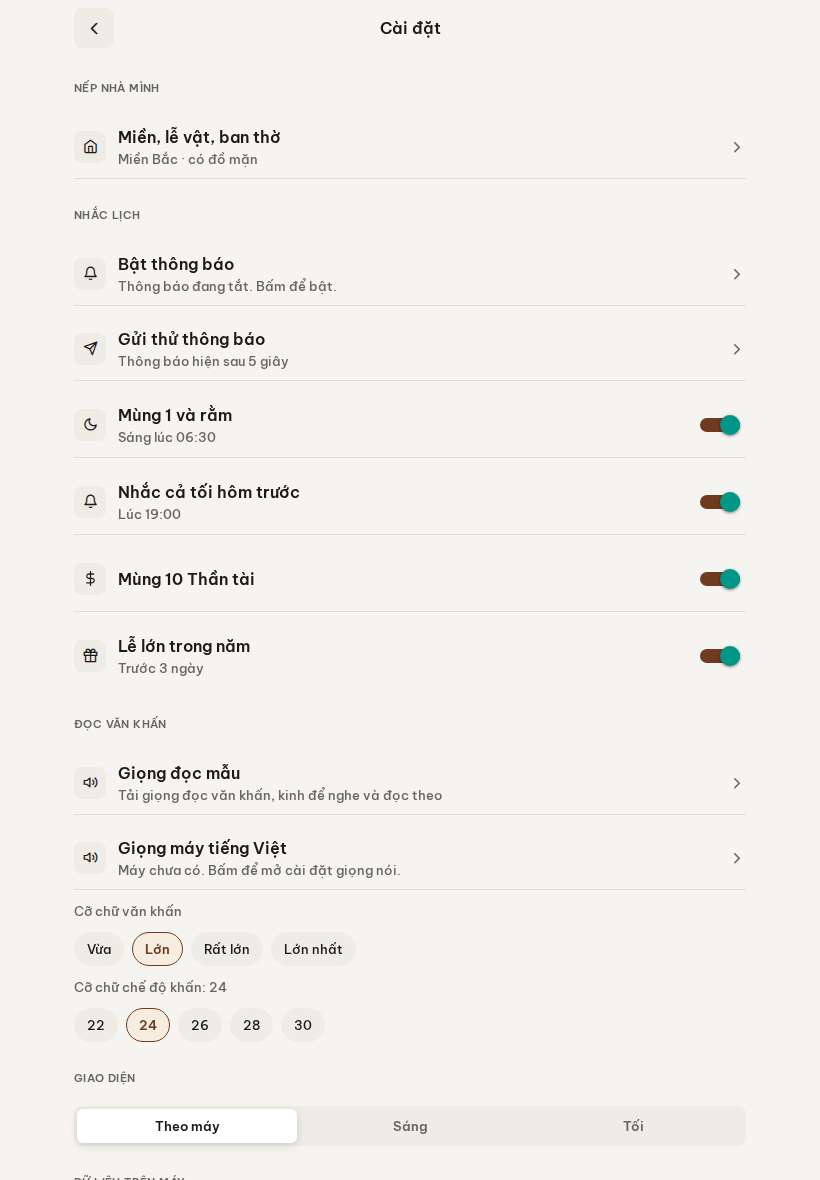 Cài đặt
NẾP NHÀ MÌNH
Miền, lễ vật, ban thờ
Miền Bắc · có đồ mặn
NHẮC LỊCH
Bật thông báo
Thông báo đang tắt. Bấm để bật.
Gửi thử thông báo
Thông báo hiện sau 5 giây
Mùng 1 và rằm
Sáng lúc 06:30
Nhắc cả tối hôm trước
Lúc 19:00
Mùng 10 Thần tài
Lễ lớn trong năm
Trước 3 ngày
ĐỌC VĂN KHẤN
Giọng đọc mẫu
Tải giọng đọc văn khấn, kinh để nghe và đọc theo
Giọng máy tiếng Việt
Máy chưa có. Bấm để mở cài đặt giọng nói.
Cỡ chữ văn khấn
Vừa Lớn Rất lớn Lớn nhất
Cỡ chữ chế độ khấn: 24
22 24 26 28 30
GIAO DIỆN
Theo máy Sáng Tối
DỮ LIỆU TRÊN MÁY